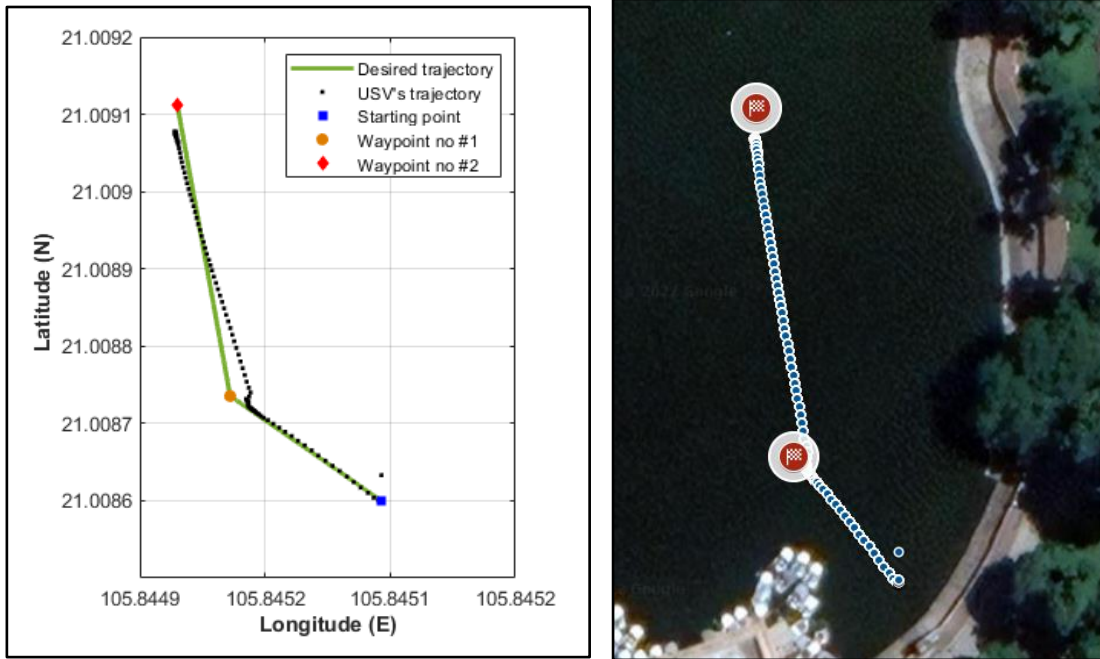 21.0092
21.0091
21.009
21.0089
21.0088
21.0087
21.0086
Latitude (N)
Desired trajectory
USV's trajectory
Starting point
Waypoint no #1
Waypoint no #2
105.8449
105.8452
105.8451
105.8452
Longitude (E)
© 2022 Google
Google